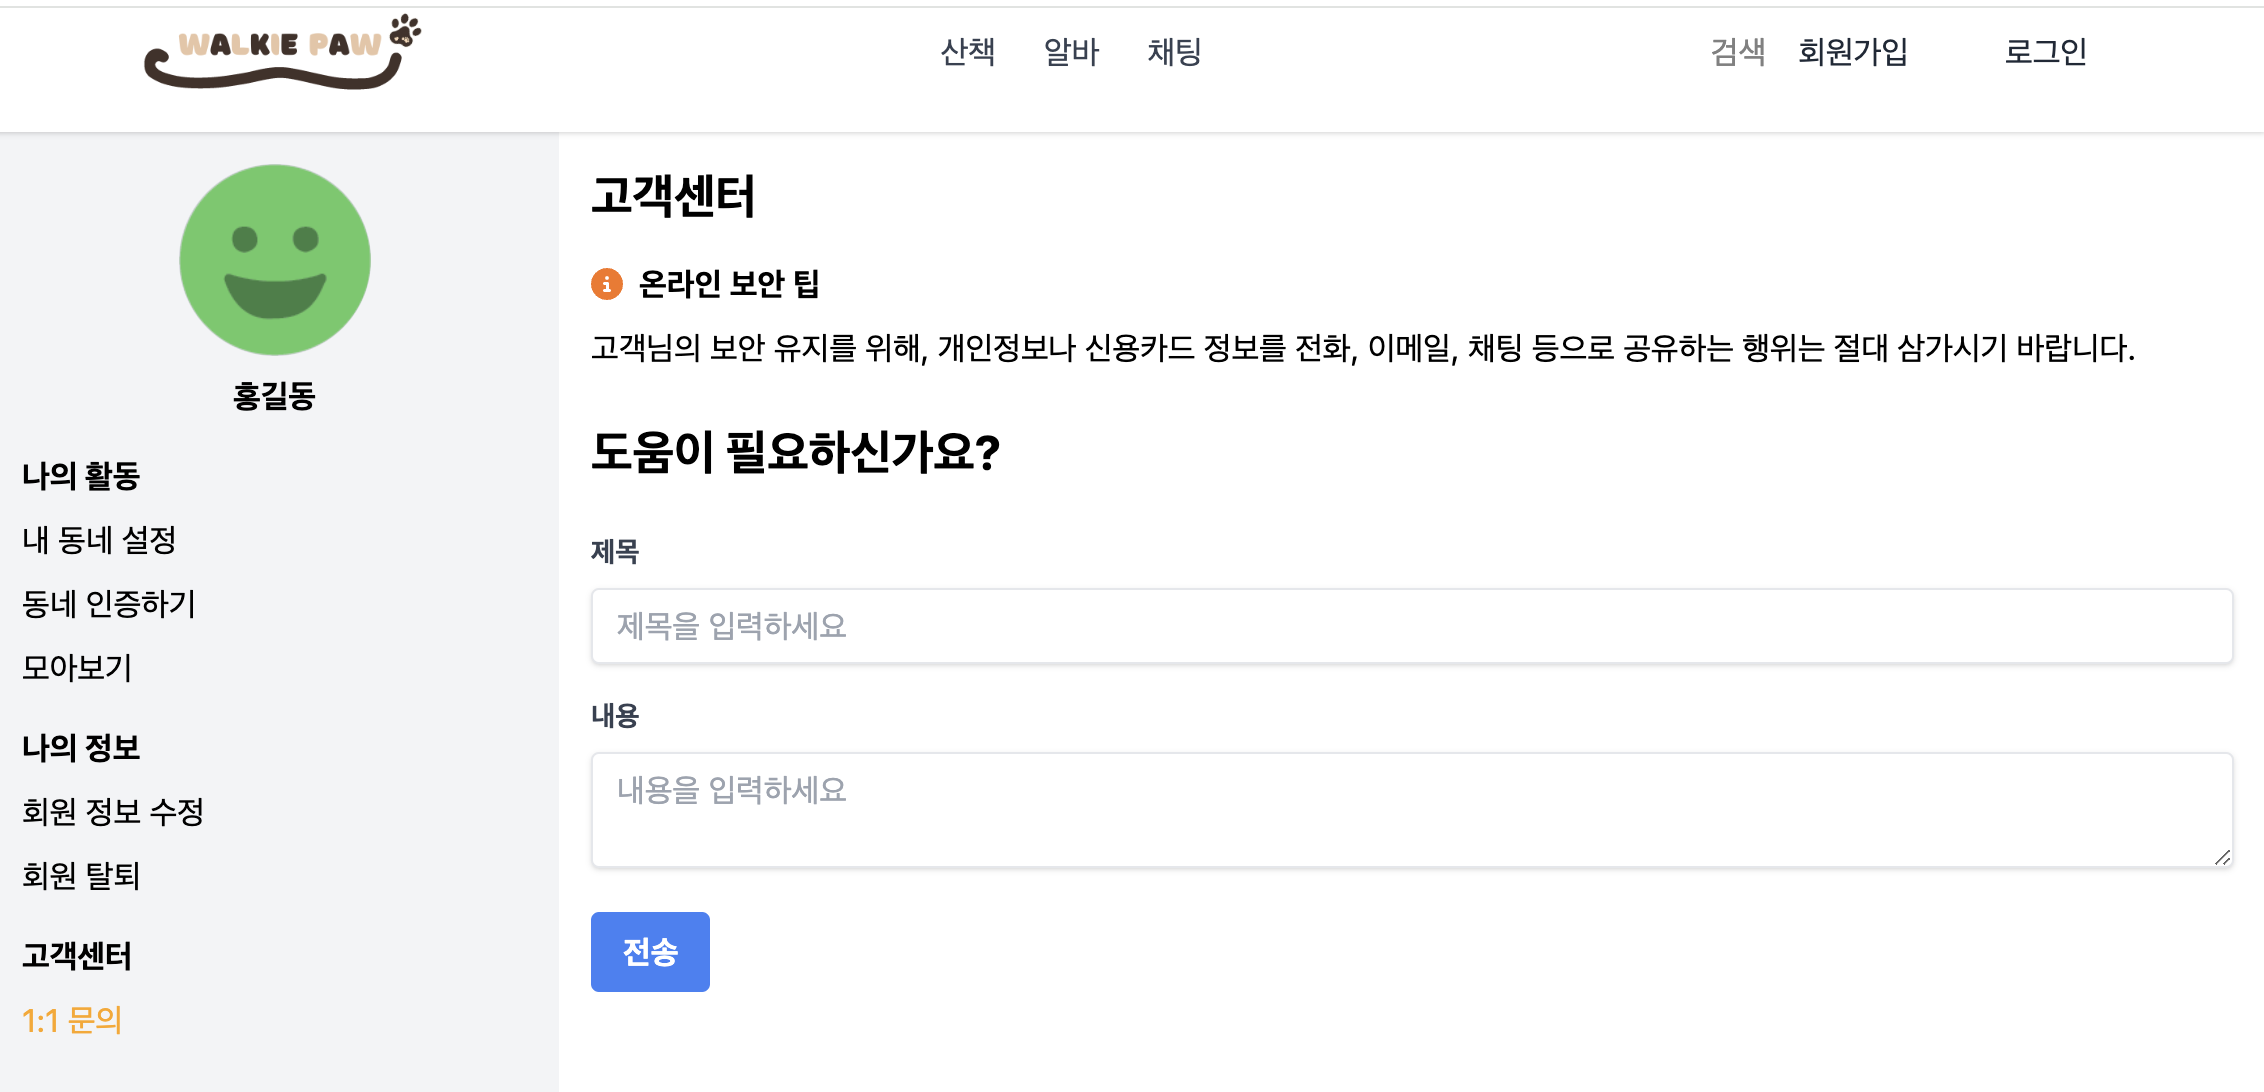 WALKIE PAW
산책 알바 채팅 검색 회원가입 로그인
홍길동
나의 활동
내 동네 설정
동네 인증하기
모아보기
나의 정보
회원 정보 수정
회원 탈퇴
고객센터
1:1 문의
고객센터
온라인 보안 팁
고객님의 보안 유지를 위해, 개인정보나 신용카드 정보를 전화, 이메일, 채팅 등으로 공유하는 행위는 절대 삼가시기 바랍니다.
도움이 필요하신가요?
제목
제목을 입력하세요
내용
내용을 입력하세요
전송